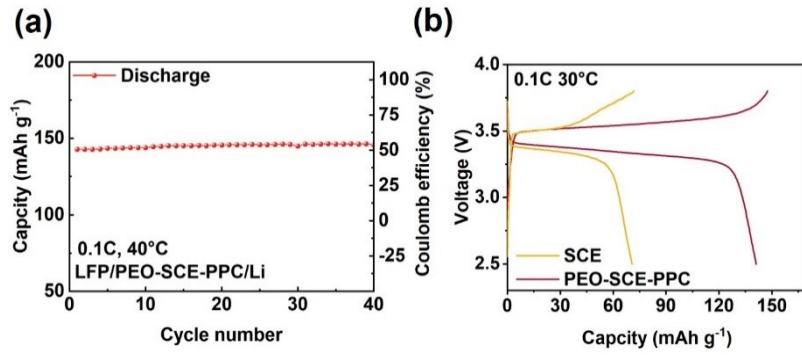 (a)
200
150
100
50
Capcity (mAh g⁻¹)
Discharge
0.1C, 40°C
LFP/PEO-SCE-PPC/Li
100
75
50
25
0
-25
Coulomb efficiency (%)
0 10 20 30 40
Cycle number
(b)
4.0
3.5
3.0
2.5
Voltage (V)
0.1C 30°C
SCE
PEO-SCE-PPC
0 30 60 90 120 150
Capcity (mAh g⁻¹)